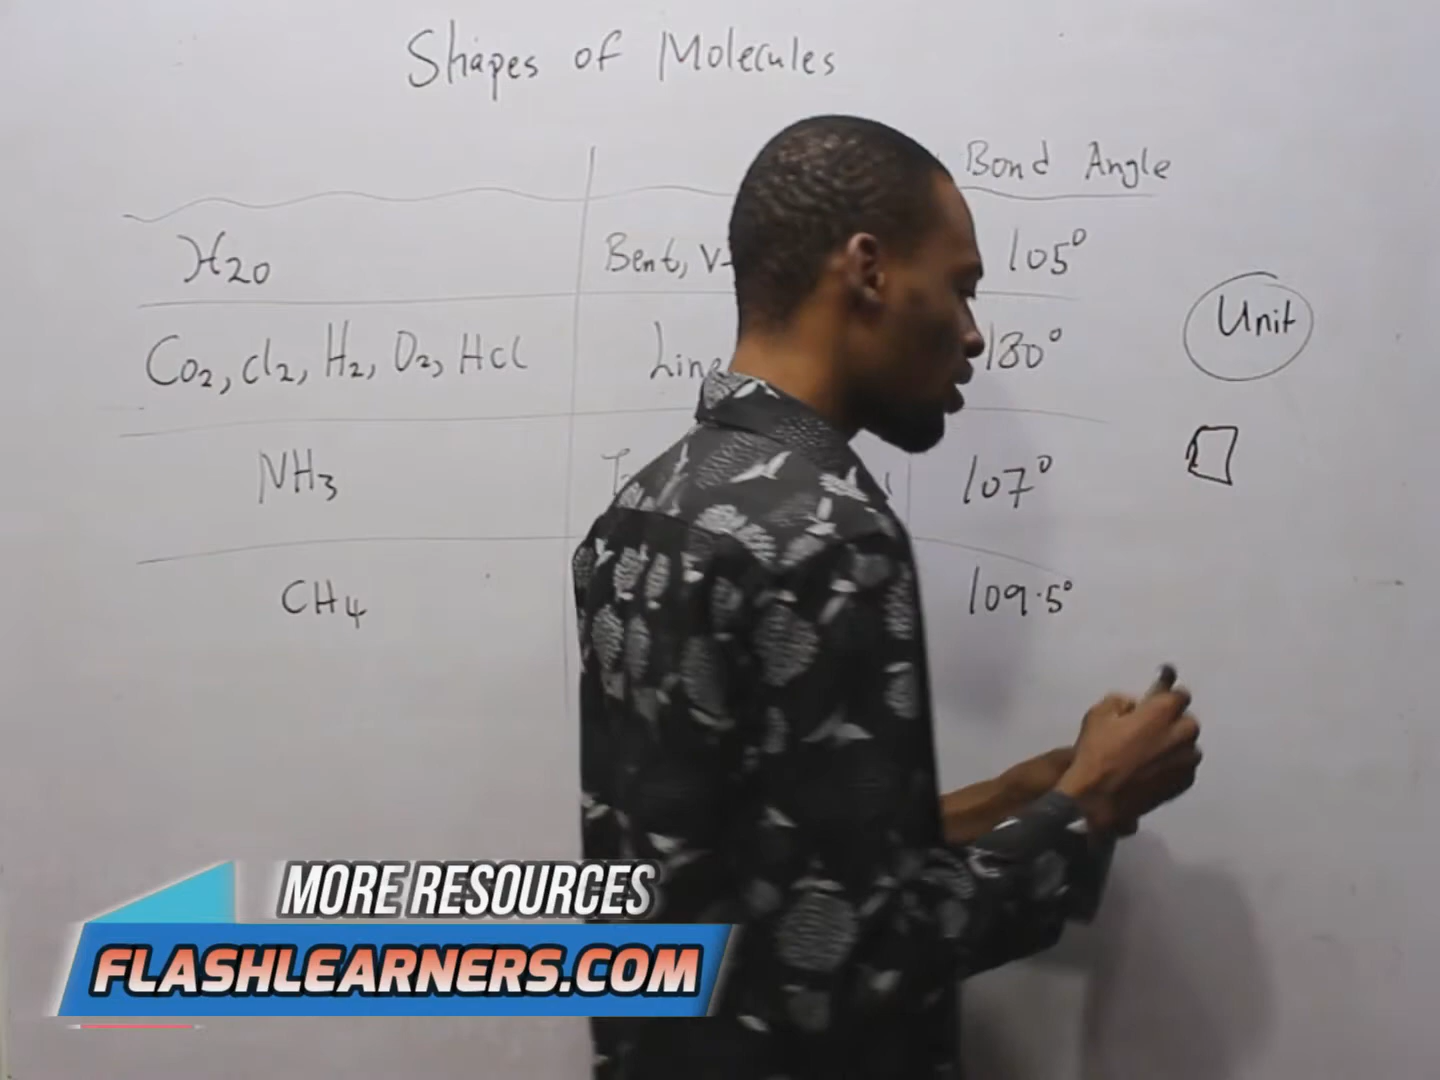 Shapes of Molecules
Bond Angle
H2O Bent, V- 105°
Co2, cl2, H2, O2, Hcl 180°
Unit
NH3 107°
CH4 109.5°
MORE RESOURCES
FLASHLEARNERS.COM